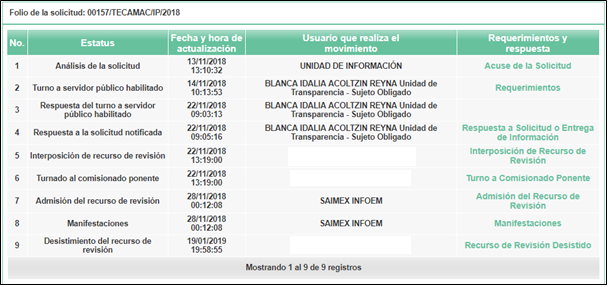 Folio de la solicitud: 00157/TECAMAC/IP/2018
No. Estatus Fecha y hora de actualización Usuario que realiza el movimiento Requerimientos y respuesta
1 Análisis de la solicitud 13/11/2018 13:10:32 UNIDAD DE INFORMACIÓN Acuse de la Solicitud
2 Turno a servidor público habilitado 14/11/2018 10:13:53 BLANCA IDALIA ACOLTZIN REYNA Unidad de Transparencia - Sujeto Obligado Requerimientos
3 Respuesta del turno a servidor público habilitado 22/11/2018 09:03:13 BLANCA IDALIA ACOLTZIN REYNA Unidad de Transparencia - Sujeto Obligado
4 Respuesta a la solicitud notificada 22/11/2018 09:05:16 BLANCA IDALIA ACOLTZIN REYNA Unidad de Transparencia - Sujeto Obligado Respuesta a Solicitud o Entrega de Información
5 Interposición de recurso de revisión 22/11/2018 13:19:00 Interposición de Recurso de Revisión
6 Turnado al comisionado ponente 22/11/2018 13:19:00 Turno a Comisionado Ponente
7 Admisión del recurso de revisión 28/11/2018 00:12:08 SAIMEX INFOEM Admisión del Recurso de Revisión
8 Manifestaciones 28/11/2018 00:12:08 SAIMEX INFOEM Manifestaciones
9 Desistimiento del recurso de revisión 19/01/2019 19:58:55 Recurso de Revisión Desistido
Mostrando 1 al 9 de 9 registros